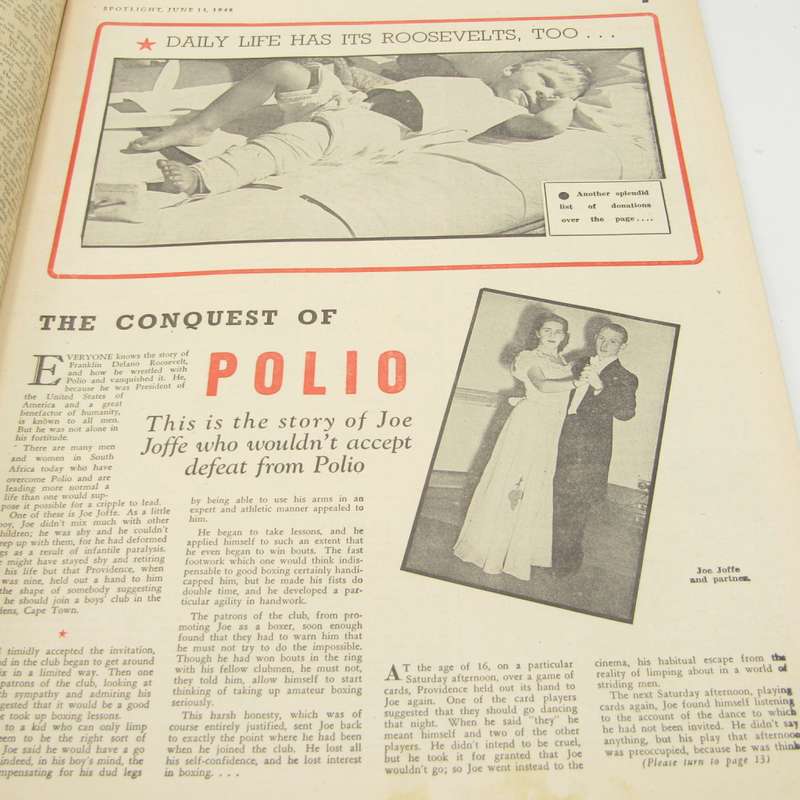 SPOTLIGHT, JUNE 11, 1948
DAILY LIFE HAS ITS ROOSEVELTS, TOO . . .
Another splendid
list of donations
over the page....
THE CONQUEST OF
POLIO
This is the story of Joe
Joffe who wouldn't accept
defeat from Polio
EVERYONE knows the story of
Franklin Delano Roosevelt,
and how he wrestled with
Polio and vanquished it. He,
because he was President of
the United States of
America and a great
benefactor of humanity,
is known to all men.
But he was not alone in
his fortitude.
There are many men
and women in South
Africa today who have
overcome Polio and are
leading more normal a
life than one would sup-
pose it possible for a cripple to lead.
One of these is Joe Joffe. As a little
boy, Joe didn't mix much with other
children; he was shy and he couldn't
keep up with them, for he had deformed
as a result of infantile paralysis.
might have stayed shy and retiring
his life but that Providence, when
was nine, held out a hand to him
the shape of somebody suggesting
he should join a boys' club in the
Cape Town.
timidly accepted the invitation,
in the club began to get around
in a limited way. Then one
patrons of the club, looking at
sympathy and admiring his
suggested that it would be a good
took up boxing lessons.
to a kid who can only limp
seem to be the right sort of
Joe said he would have a go
indeed, in his boy's mind, the
compensating for his dud legs
by being able to use his arms in an
expert and athletic manner appealed to
him.
He began to take lessons, and he
applied himself to such an extent that
he even began to win bouts. The fast
footwork which one would think indis-
pensable to good boxing certainly handi-
capped him, but he made his fists do
double time, and he developed a par-
ticular agility in handwork.
The patrons of the club, from pro-
moting Joe as a boxer, soon enough
found that they had to warn him that
he must not try to do the impossible.
Though he had won bouts in the ring
with his fellow clubmen, he must not,
they told him, allow himself to start
thinking of taking up amateur boxing
seriously.
This harsh honesty, which was of
course entirely justified, sent Joe back
to exactly the point where he had been
when he joined the club. He lost all
his self-confidence, and he lost interest
in boxing. . . .
Joe Joffe
and partner.
AT the age of 16, on a particular
Saturday afternoon, over a game of
cards, Providence held out its hand to
Joe again. One of the card players
suggested that they should go dancing
that night. When he said "they" he
meant himself and two of the other
players. He didn't intend to be cruel,
but he took it for granted that Joe
wouldn't go; so Joe went instead to the
cinema, his habitual escape from the
reality of limping about in a world of
striding men.
The next Saturday afternoon, playing
cards again, Joe found himself listening
to the account of the dance to which
he had not been invited. He didn't say
anything, but his play that afternoon
was preoccupied, because he was think
(Please turn to page 13)